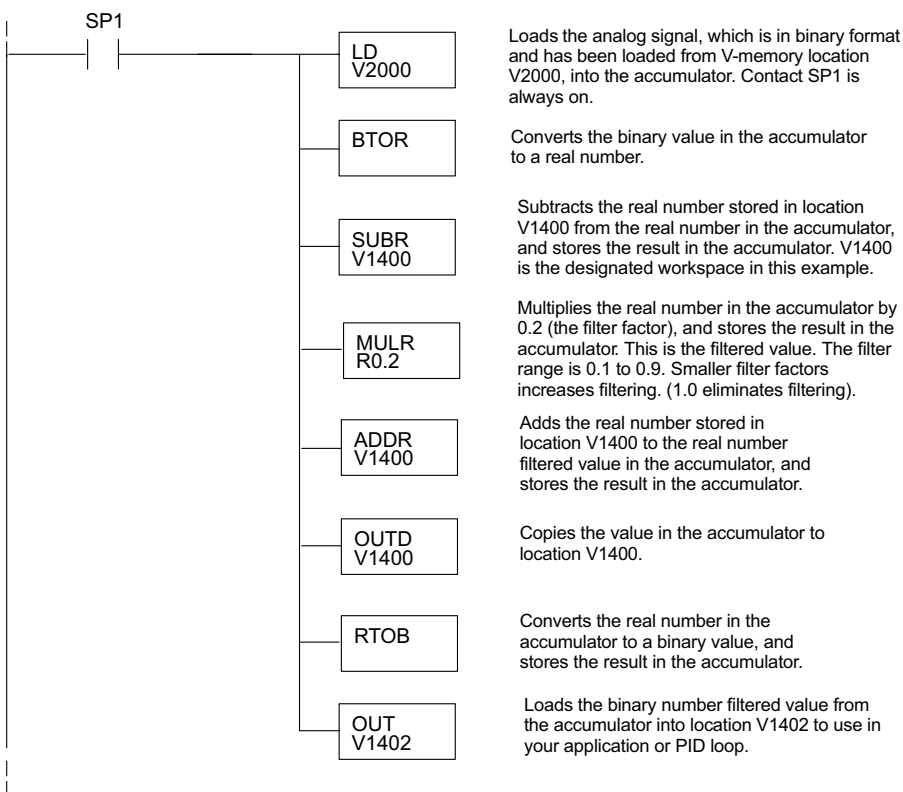 SP1
LD
V2000
Loads the analog signal, which is in binary format
and has been loaded from V-memory location
V2000, into the accumulator. Contact SP1 is
always on.
BTOR
Converts the binary value in the accumulator
to a real number.
SUBR
V1400
Subtracts the real number stored in location
V1400 from the real number in the accumulator,
and stores the result in the accumulator. V1400
is the designated workspace in this example.
MULR
R0.2
Multiplies the real number in the accumulator by
0.2 (the filter factor), and stores the result in the
accumulator. This is the filtered value. The filter
range is 0.1 to 0.9. Smaller filter factors
increases filtering. (1.0 eliminates filtering).
ADDR
V1400
Adds the real number stored in
location V1400 to the real number
filtered value in the accumulator, and
stores the result in the accumulator.
OUTD
V1400
Copies the value in the accumulator to
location V1400.
RTOB
Converts the real number in the
accumulator to a binary value, and
stores the result in the accumulator.
OUT
V1402
Loads the binary number filtered value from
the accumulator into location V1402 to use in
your application or PID loop.